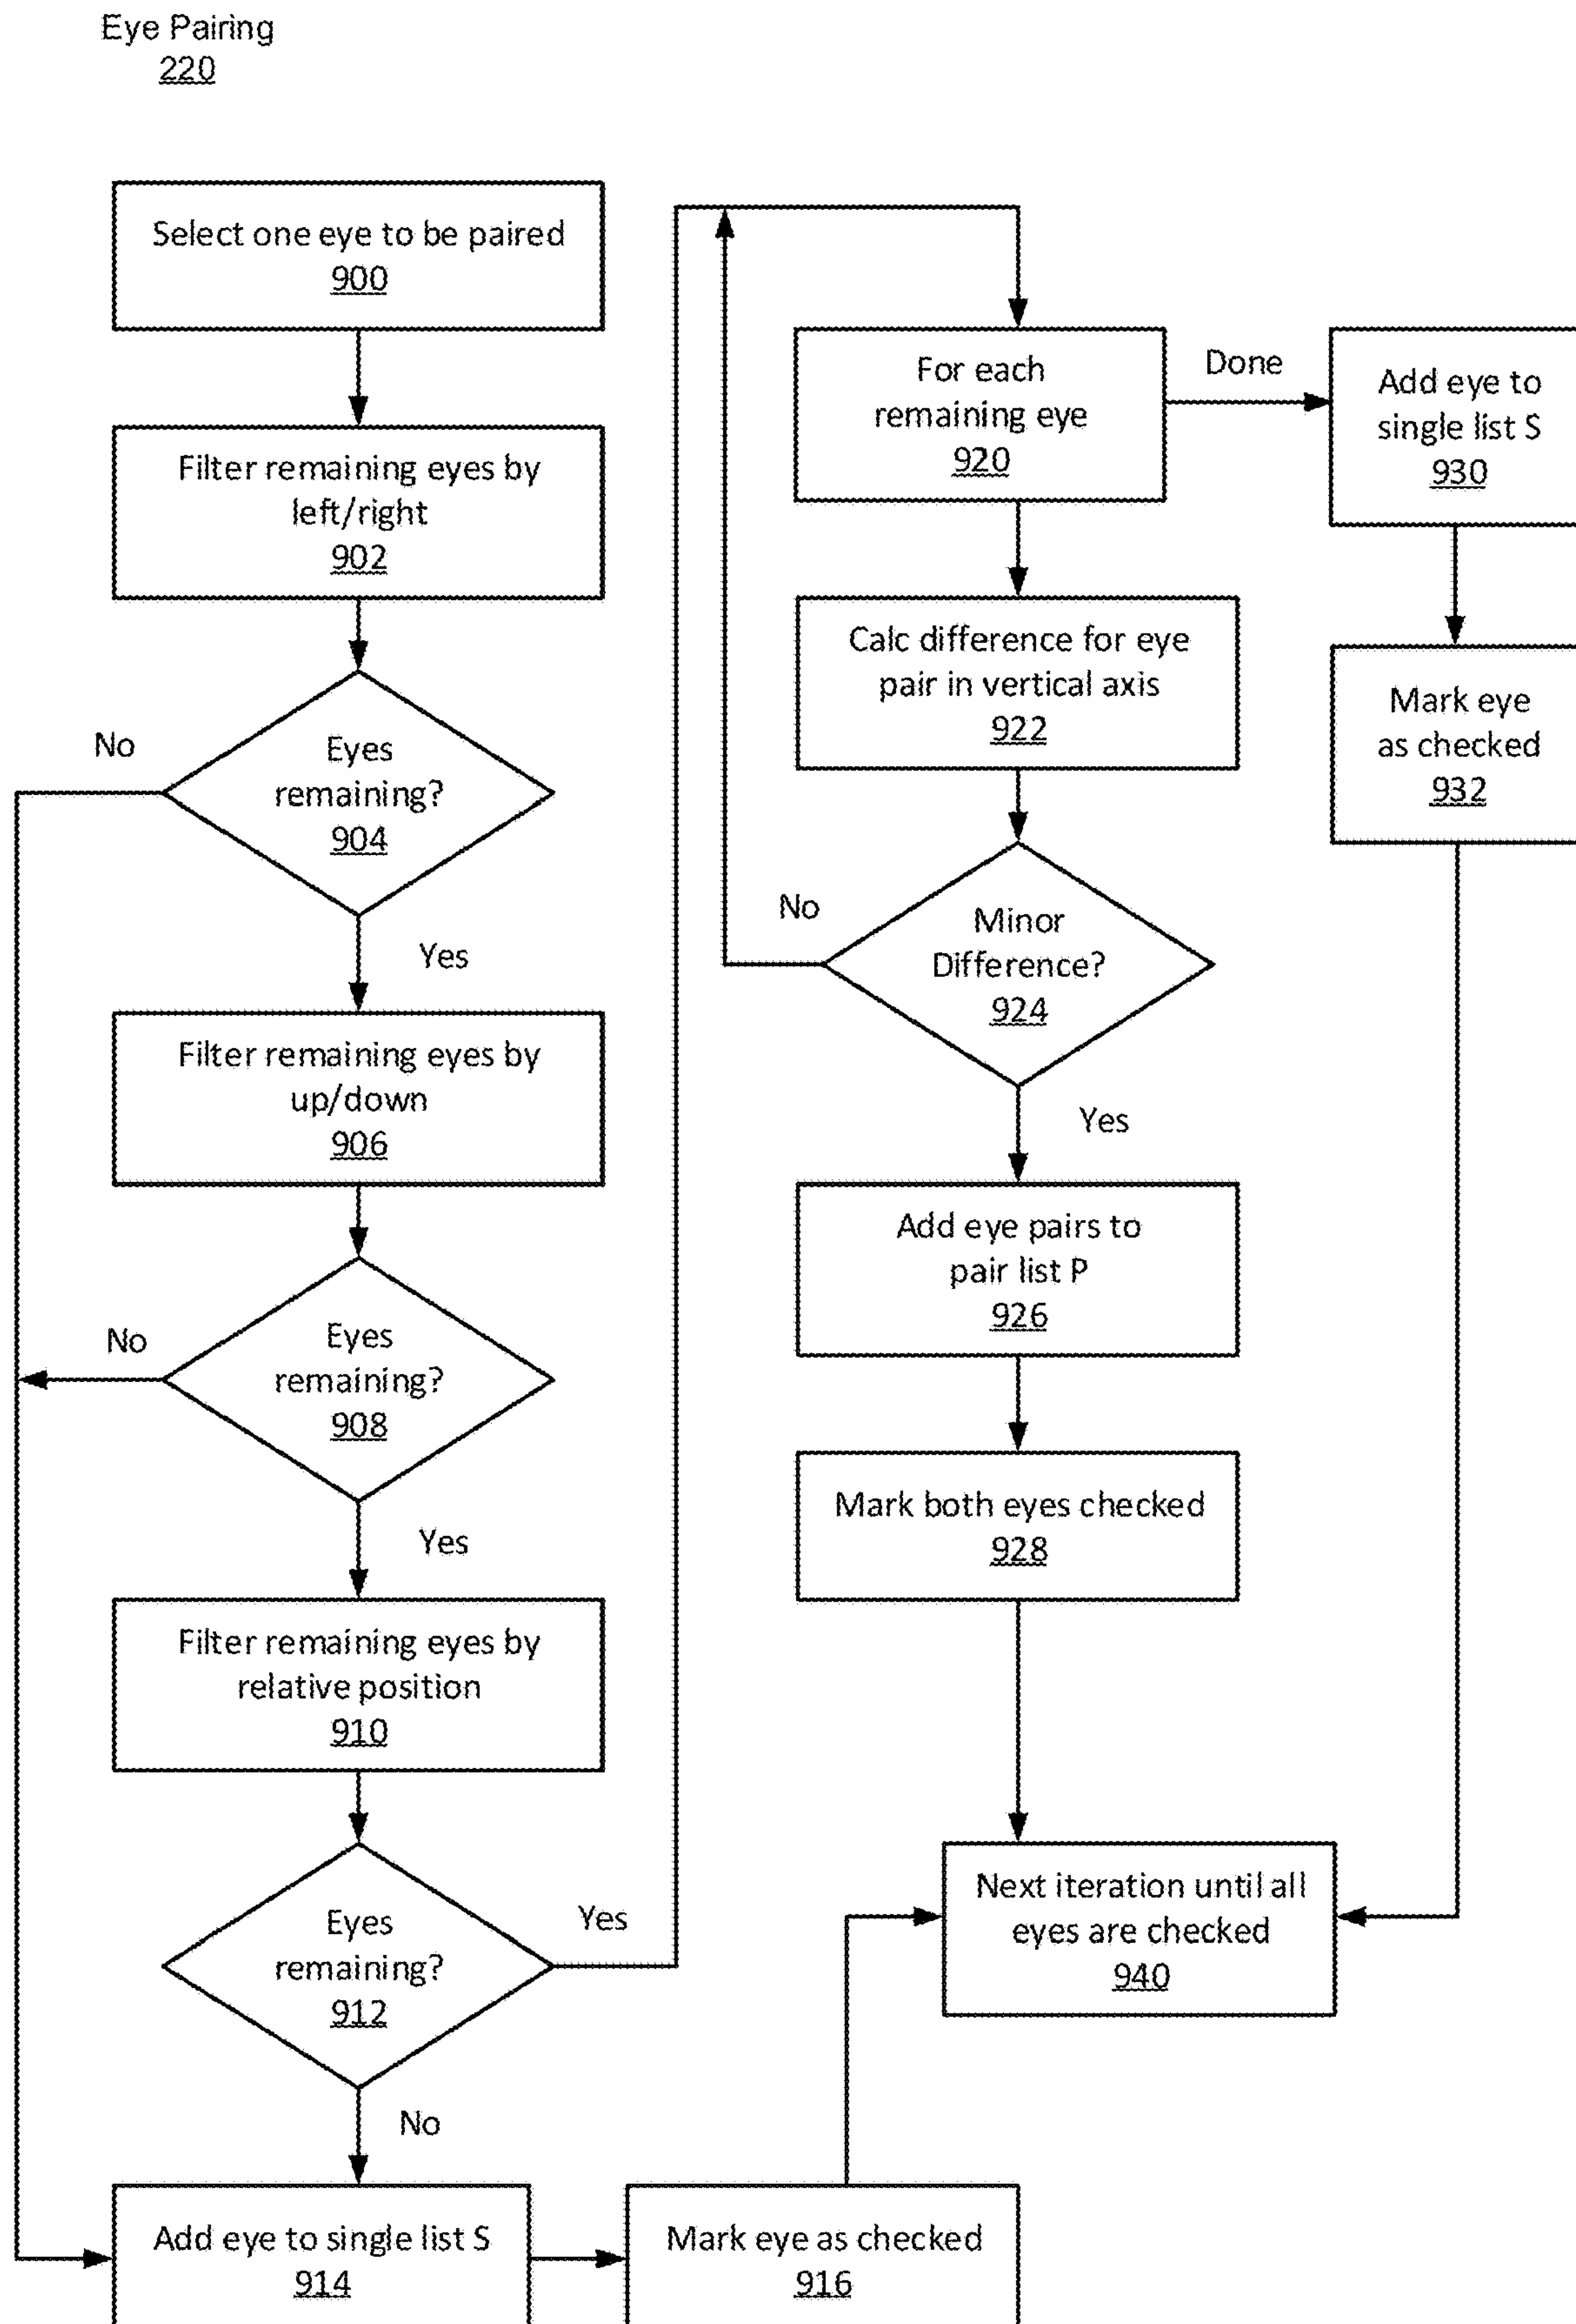 Eye Pairing
220
Select one eye to be paired
900
Filter remaining eyes by
left/right
902
No
Eyes
remaining?
904
Yes
Filter remaining eyes by
up/down
906
No
Eyes
remaining?
908
Yes
Filter remaining eyes by
relative position
910
Eyes
remaining?
912
Yes
No
Add eye to single list S
914
Mark eye as checked
916
For each
remaining eye
920
Done
Calc difference for eye
pair in vertical axis
922
No
Minor
Difference?
924
Yes
Add eye pairs to
pair list P
926
Mark both eyes checked
928
Add eye to
single list S
930
Mark eye
as checked
932
Next iteration until all
eyes are checked
940